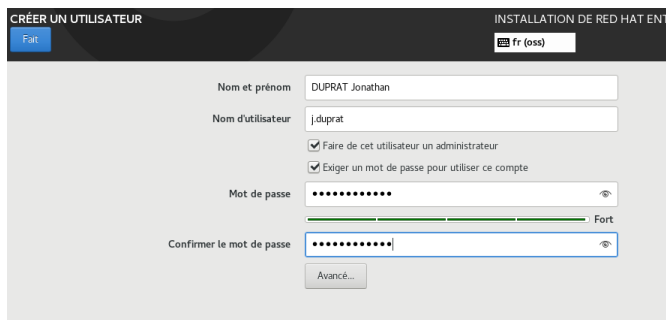 CRÉER UN UTILISATEUR
INSTALLATION DE RED HAT ENT
Fait
fr (oss)
Nom et prénom
DUPRAT Jonathan
Nom d'utilisateur
j.duprat
Faire de cet utilisateur un administrateur
Exiger un mot de passe pour utiliser ce compte
Mot de passe
••••••••••••
Fort
Confirmer le mot de passe
••••••••••••
Avancé...